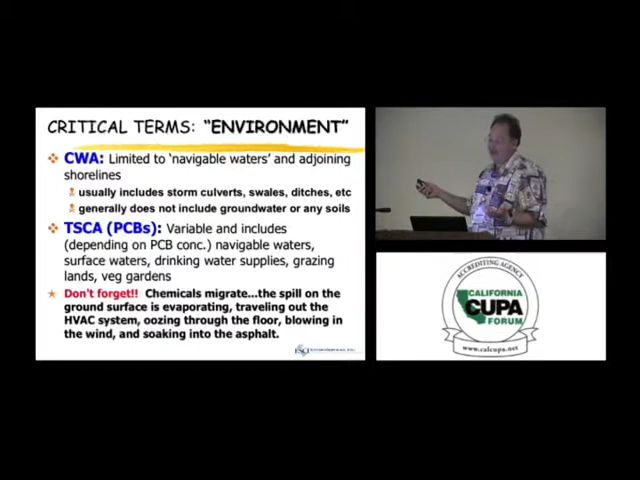 CRITICAL TERMS: "ENVIRONMENT"
CWA: Limited to 'navigable waters' and adjoining
shorelines
usually includes storm culverts, swales, ditches, etc
generally does not include groundwater or any soils
TSCA (PCBs): Variable and includes
(depending on PCB conc.) navigable waters,
surface waters, drinking water supplies, grazing
lands, veg gardens
Don't forget!! Chemicals migrate...the spill on the
ground surface is evaporating, traveling out the
HVAC system, oozing through the floor, blowing in
the wind, and soaking into the asphalt.
ACCREDITING AGENCY
CALIFORNIA
CUPA
FORUM
www.calcupa.net